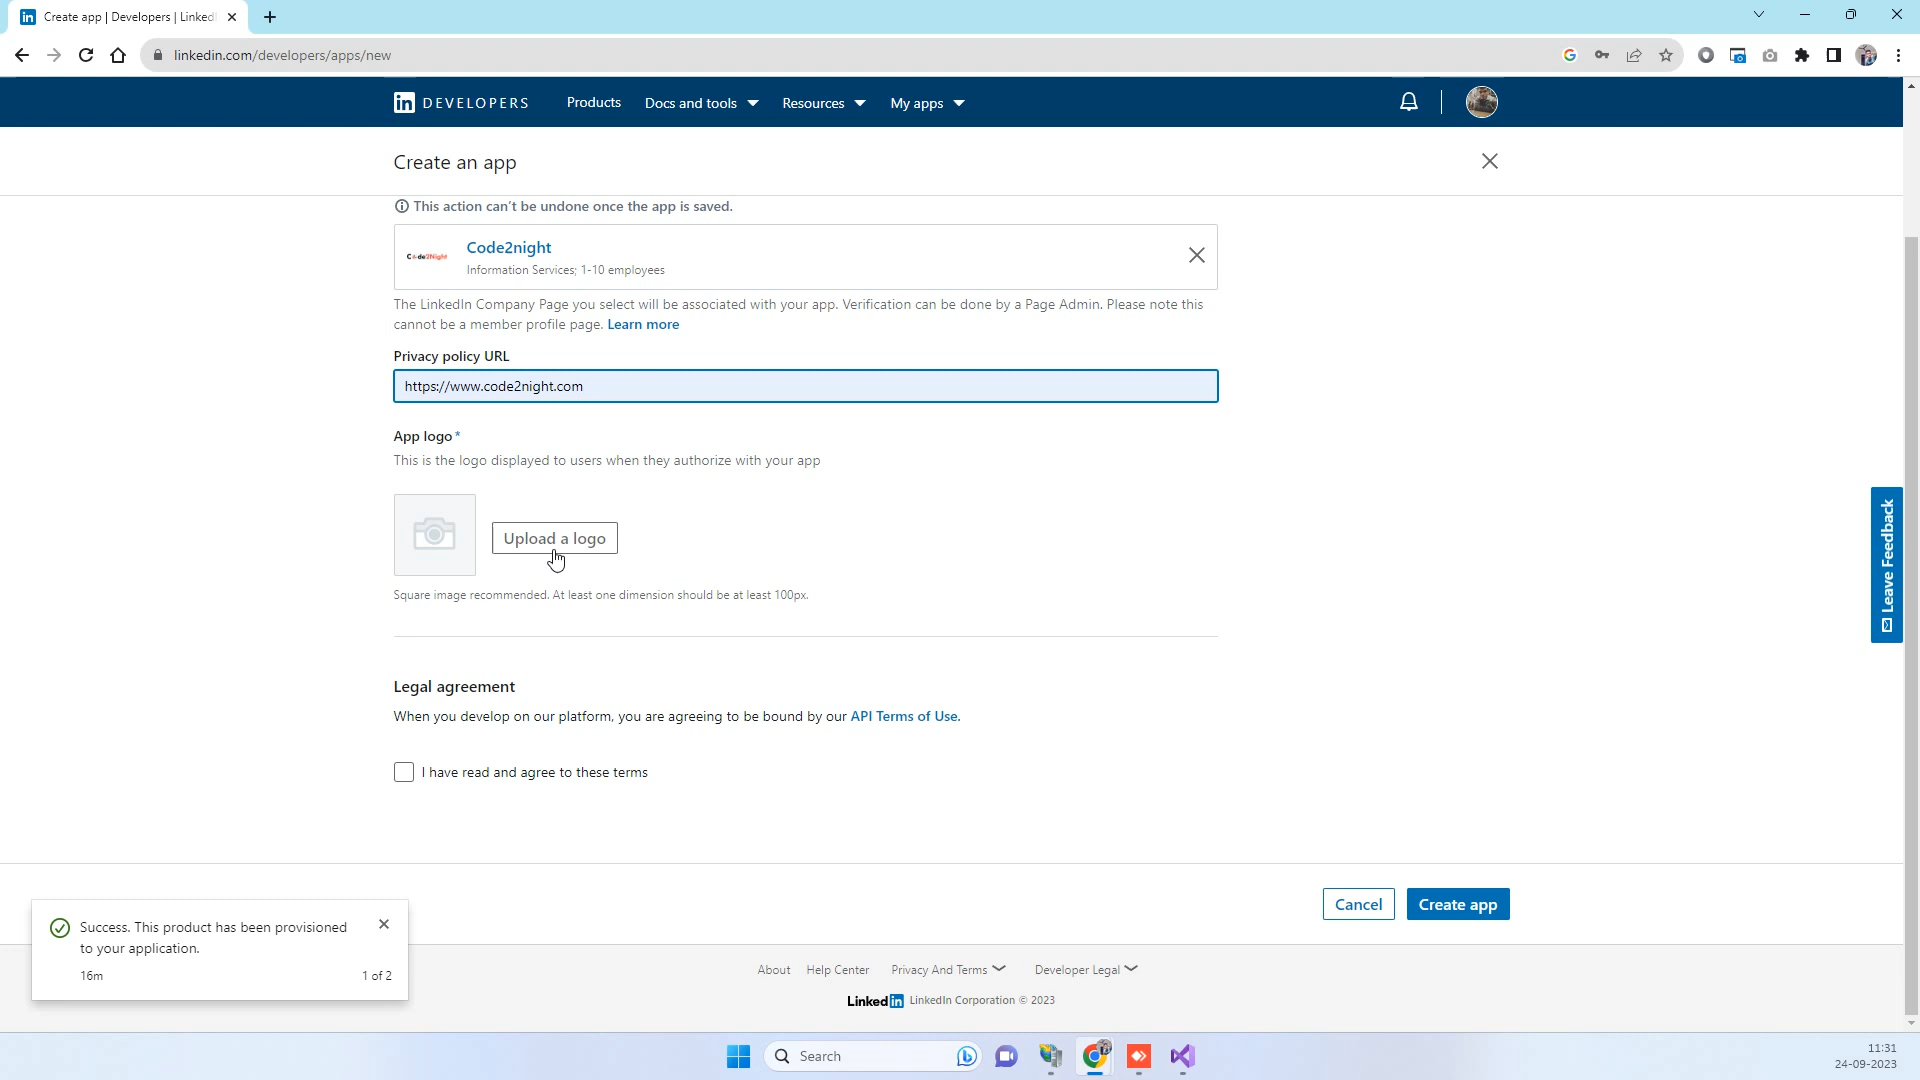 Create app | Developers | Linked
linkedin.com/developers/apps/new
in DEVELOPERS Products Docs and tools Resources My apps
Create an app
This action can't be undone once the app is saved.
Code2Night
Code2night
Information Services; 1-10 employees
The LinkedIn Company Page you select will be associated with your app. Verification can be done by a Page Admin. Please note this
cannot be a member profile page. Learn more
Privacy policy URL
https://www.code2night.com
App logo*
This is the logo displayed to users when they authorize with your app
Upload a logo
Square image recommended. At least one dimension should be at least 100px.
Legal agreement
When you develop on our platform, you are agreeing to be bound by our API Terms of Use.
I have read and agree to these terms
Leave Feedback
Cancel Create app
Success. This product has been provisioned
to your application.
16m 1 of 2
About Help Center Privacy And Terms Developer Legal
Linked in LinkedIn Corporation © 2023
Search
11:31
24-09-2023